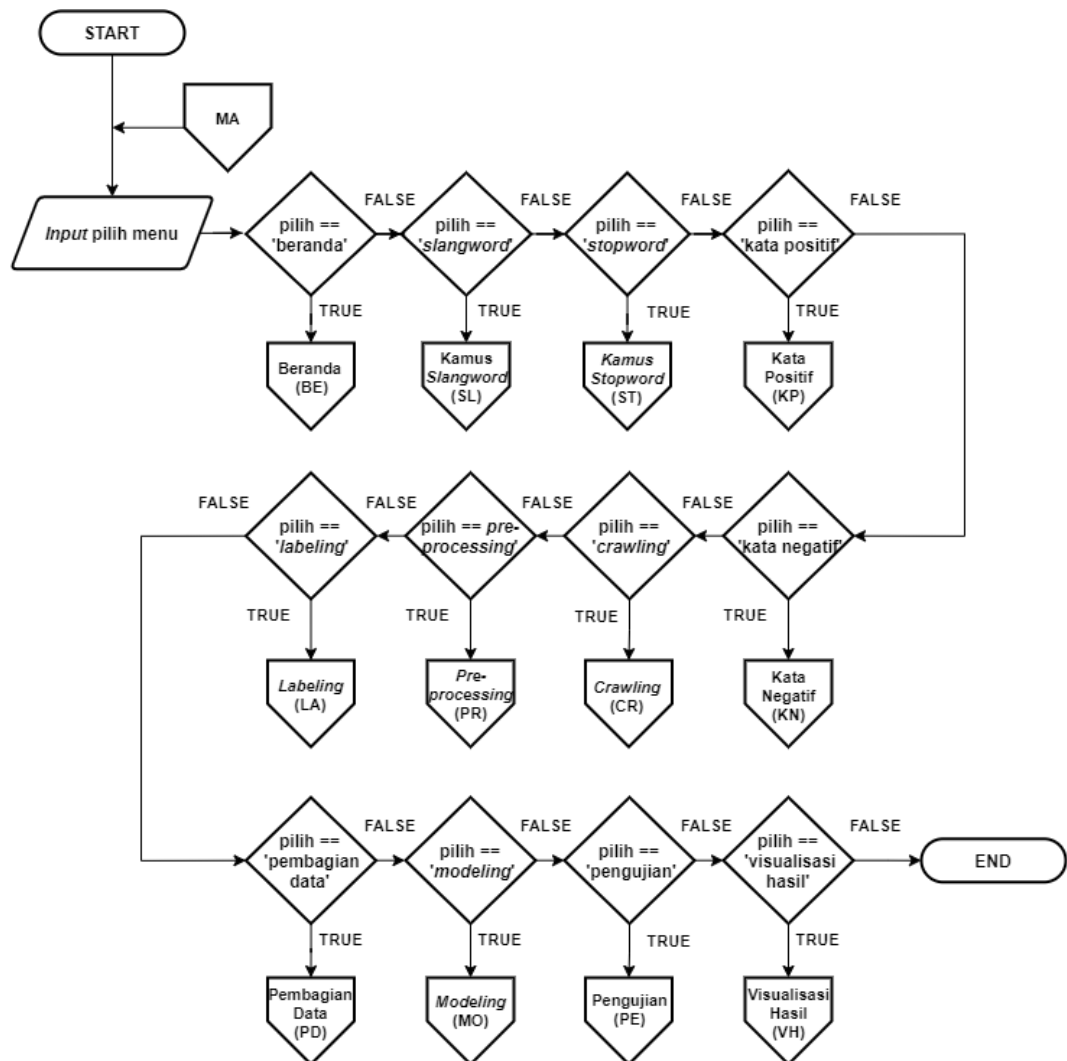 START
MA
Input pilih menu
pilih ==
'beranda'
FALSE
pilih ==
'slangword'
FALSE
pilih ==
'stopword'
FALSE
pilih ==
'kata positif'
FALSE
TRUE
TRUE
TRUE
TRUE
Beranda
(BE)
Kamus
Slangword
(SL)
Kamus
Stopword
(ST)
Kata
Positif
(KP)
FALSE
pilih ==
'labeling'
FALSE
pilih == pre-
processing'
FALSE
pilih ==
'crawling'
FALSE
pilih ==
'kata negatif'
TRUE
TRUE
TRUE
TRUE
Labeling
(LA)
Pre-
processing
(PR)
Crawling
(CR)
Kata
Negatif
(KN)
pilih ==
'pembagian
data'
FALSE
pilih ==
'modeling'
FALSE
pilih ==
'pengujian'
FALSE
pilih ==
'visualisasi
hasil'
FALSE
END
TRUE
TRUE
TRUE
TRUE
Pembagian
Data
(PD)
Modeling
(MO)
Pengujian
(PE)
Visualisasi
Hasil
(VH)